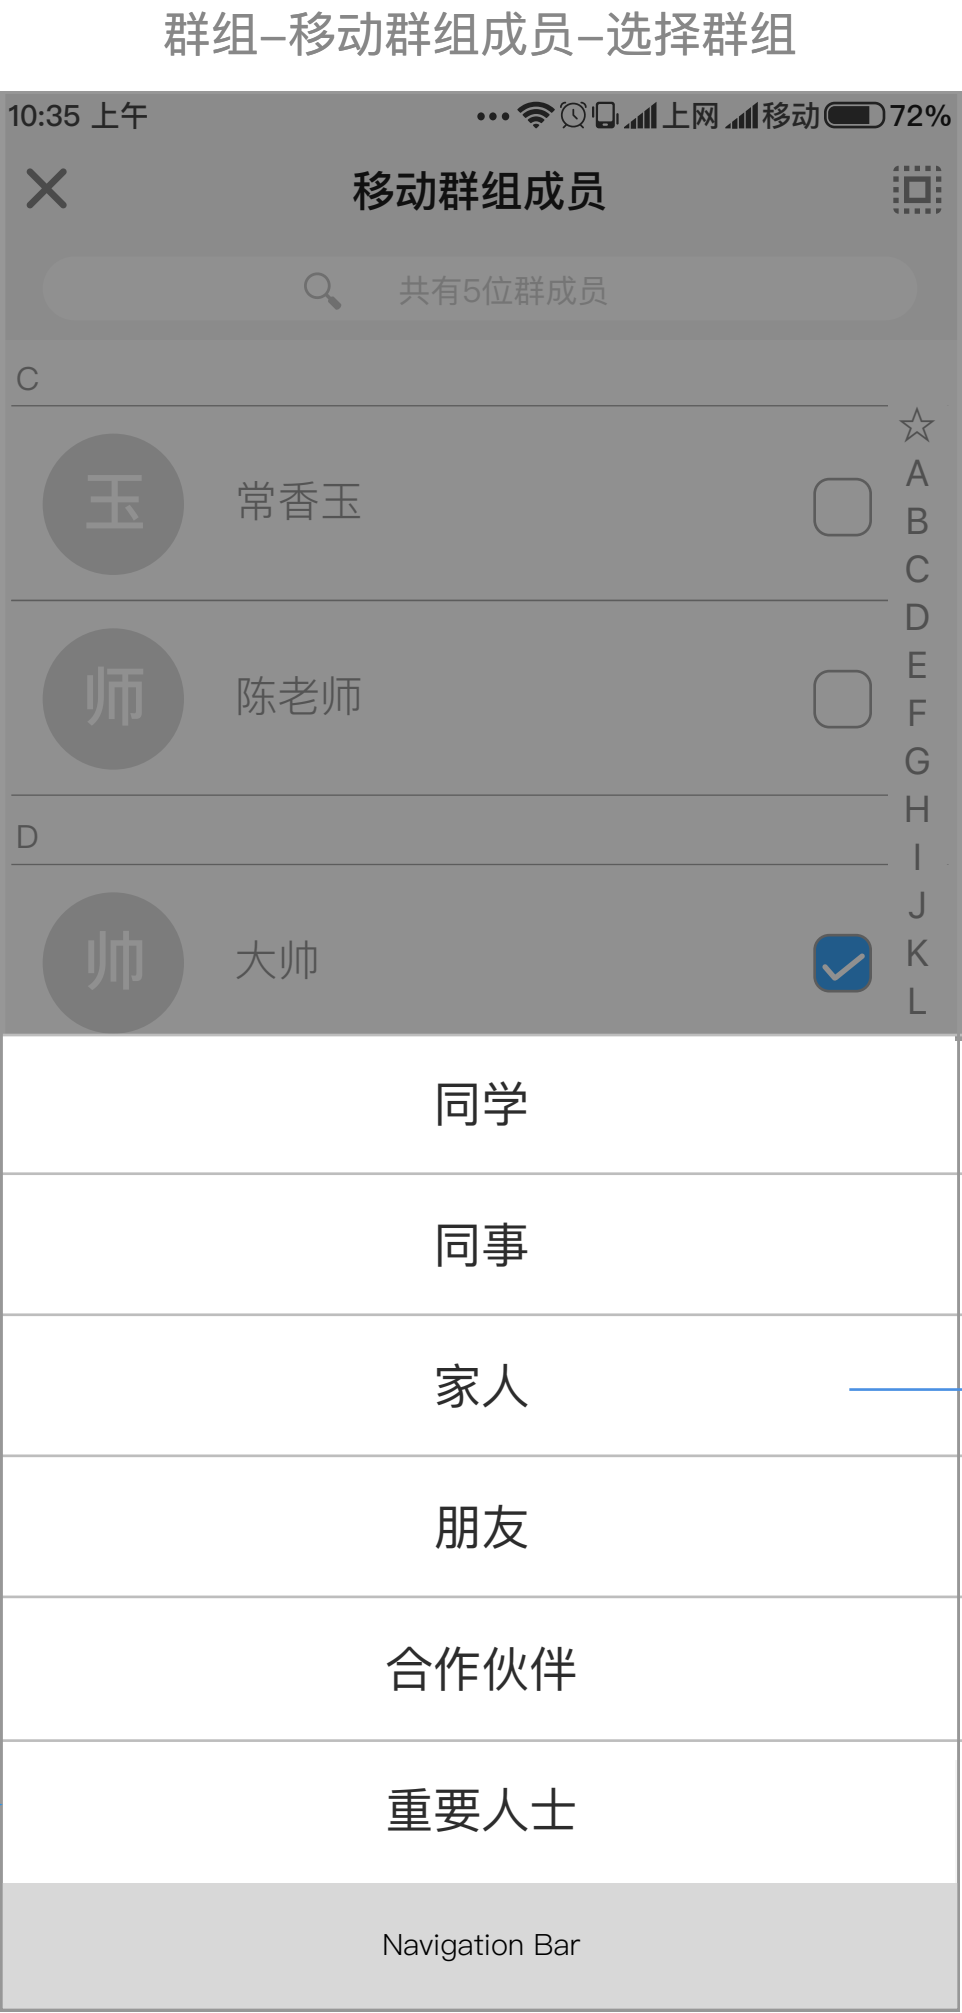 群组-移动群组成员-选择群组
10:35 上午 上网 移动 72%
移动群组成员
共有5位群成员
C
☆
A
玉 常香玉
B
C
D
E
师 陈老师
F
G
H
D
I
J
帅 大帅
K
L
同学
同事
家人
朋友
合作伙伴
重要人士
Navigation Bar